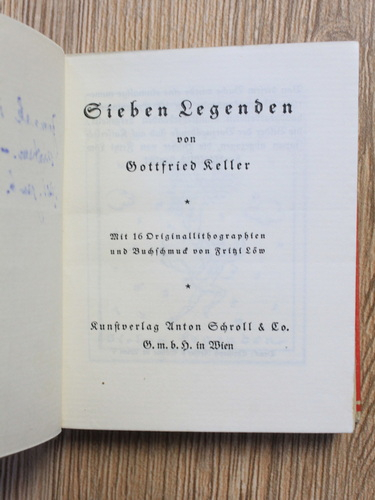 Sieben Legenden
von
Gottfried Keller
*
Mit 16 Originallithographien
und Buchschmuck von Fritzi Löw
*
Kunstverlag Anton Schroll & Co.
G. m. b. H. in Wien